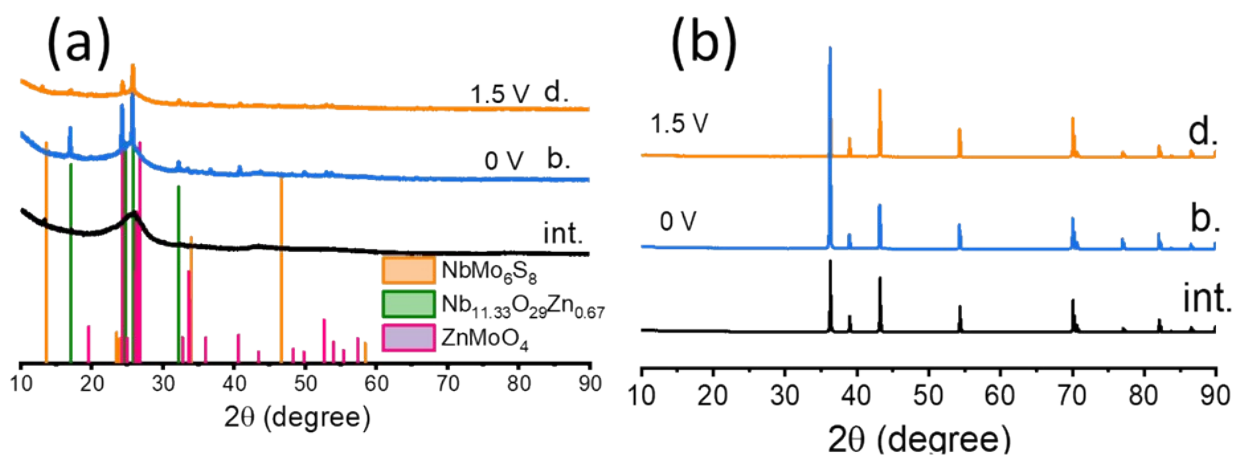 (a)
1.5 V d.
0 V b.
int.
NbMo₆S₈
Nb₁₁.₃₃O₂₉Zn₀.₆₇
ZnMoO₄
10 20 30 40 50 60 70 80 90
2θ (degree)
(b)
1.5 V d.
0 V b.
int.
10 20 30 40 50 60 70 80 90
2θ (degree)